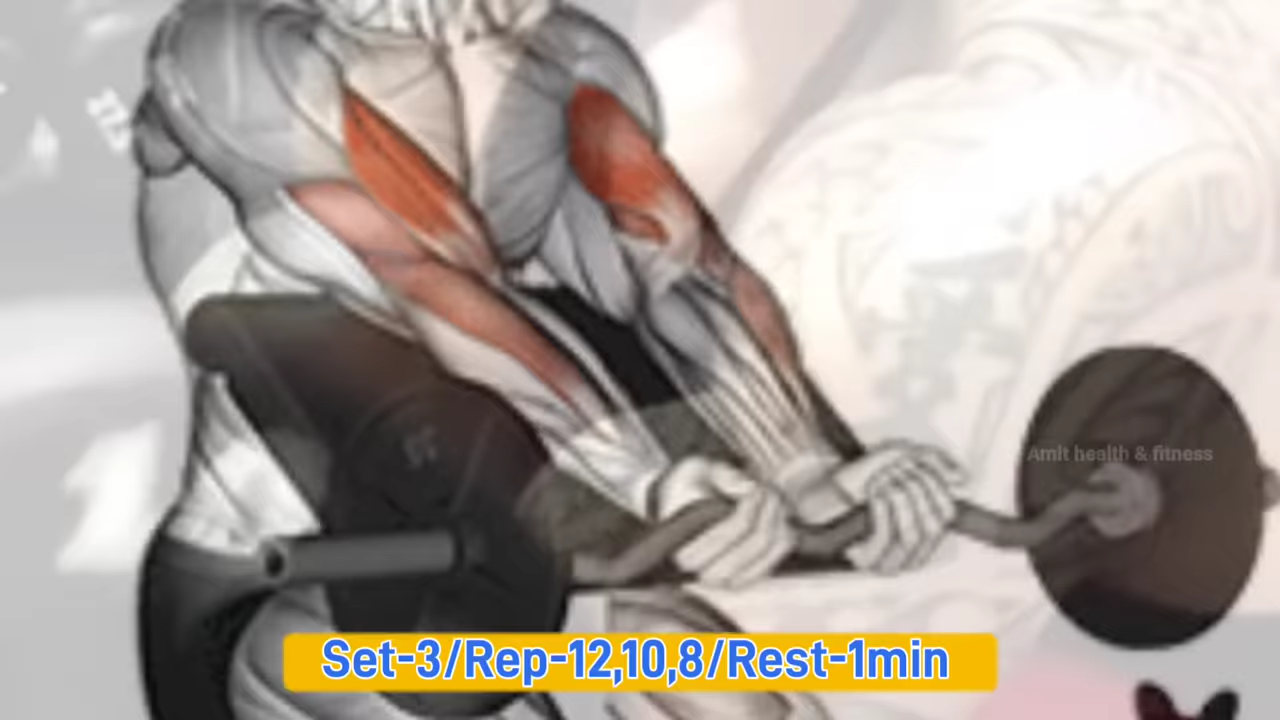 Amit health & fitness
Set-3/Rep-12,10,8/Rest-1min